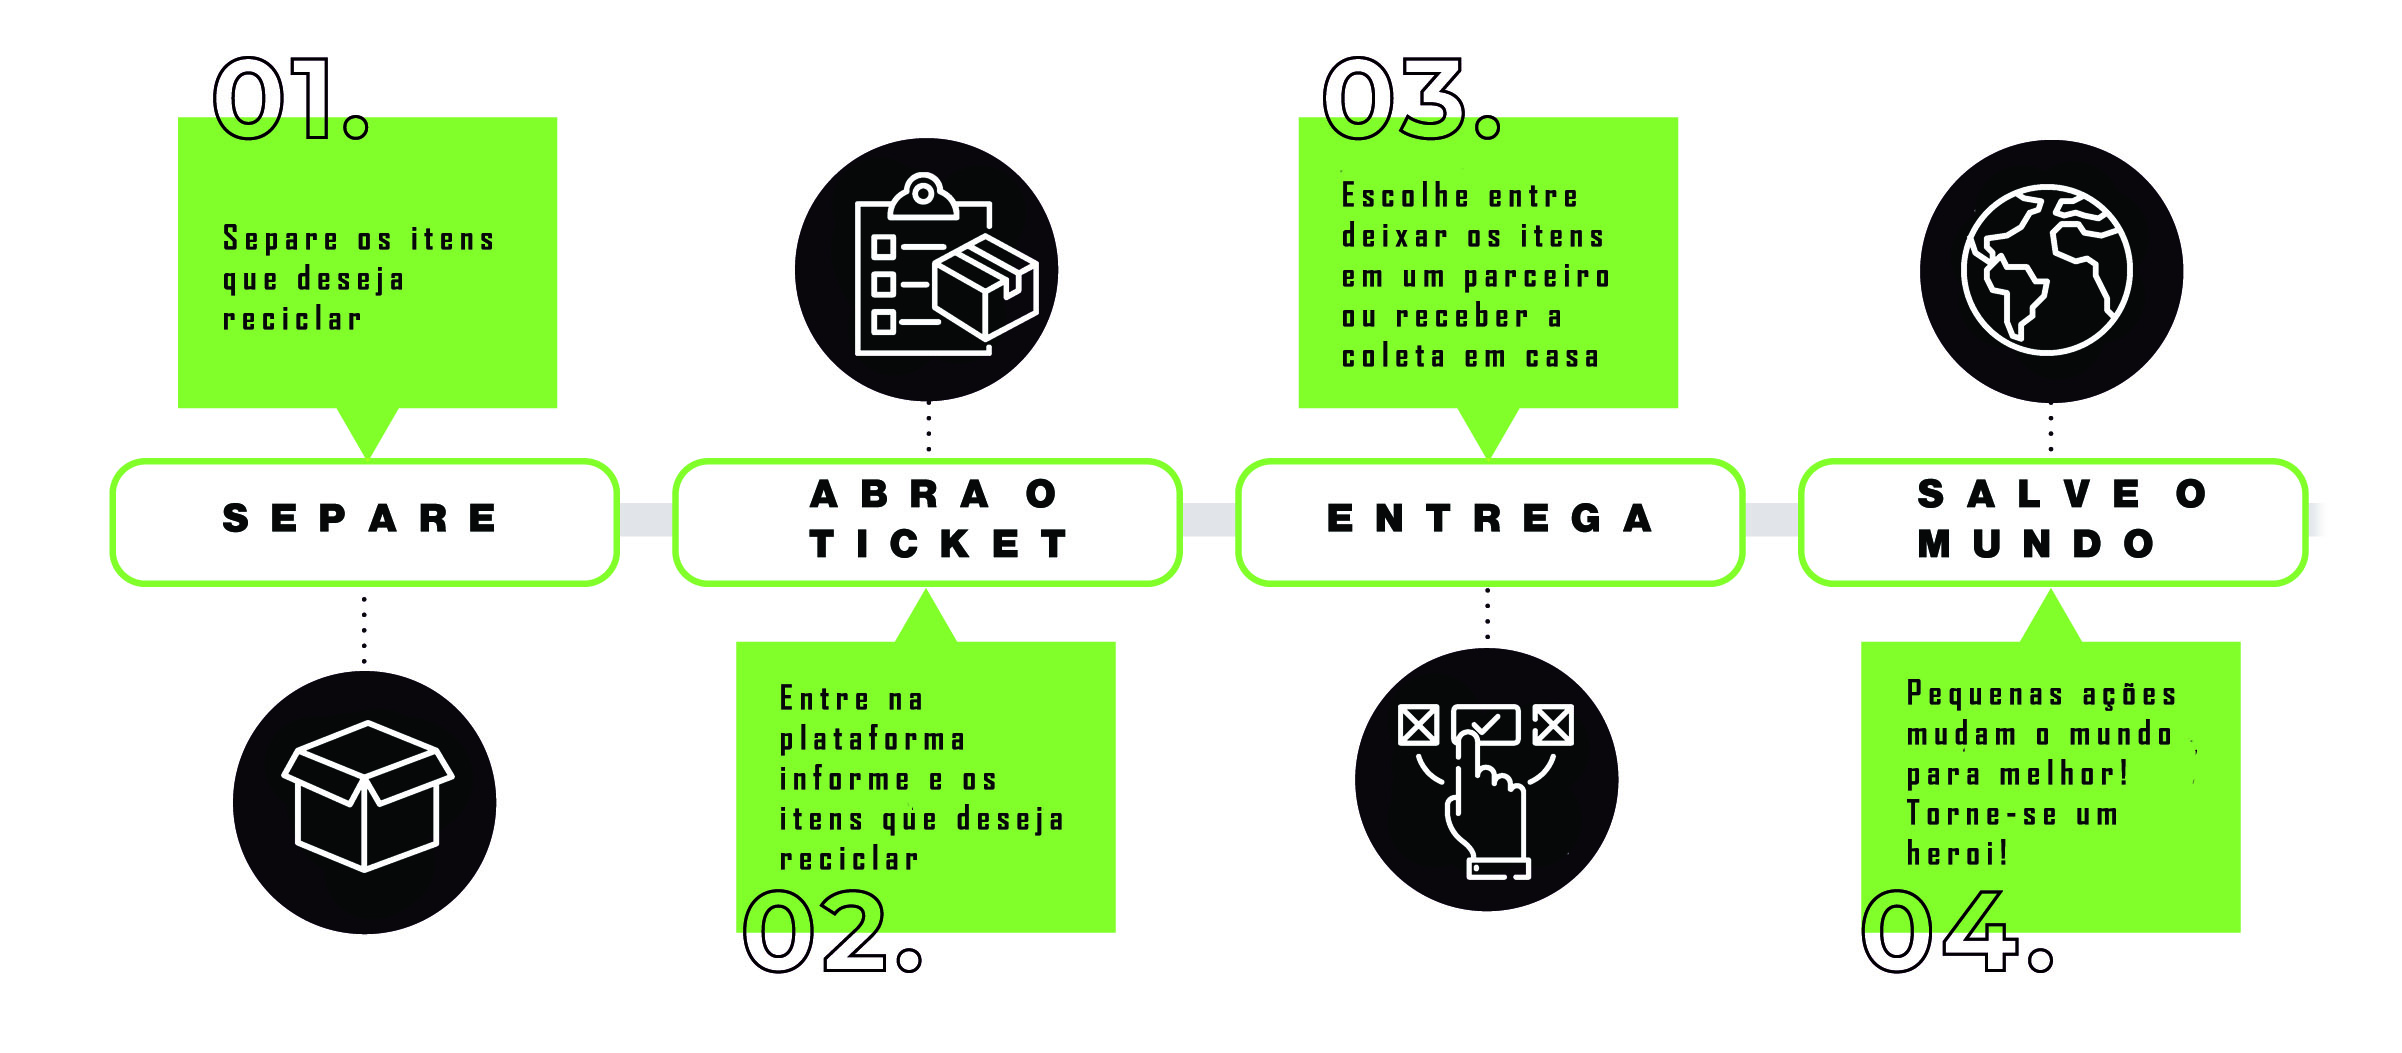 01.
Separe os itens
que deseja
reciclar
SEPARE
ABRA O
TICKET
Entre na
plataforma
informe e os
itens que deseja
reciclar
02.
03.
Escolhe entre
deixar os itens
em um parceiro
ou receber a
coleta em casa
ENTREGA
SALVE O
MUNDO
Pequenas ações
mudam o mundo
para melhor!
Torne-se um
heroi!
04.